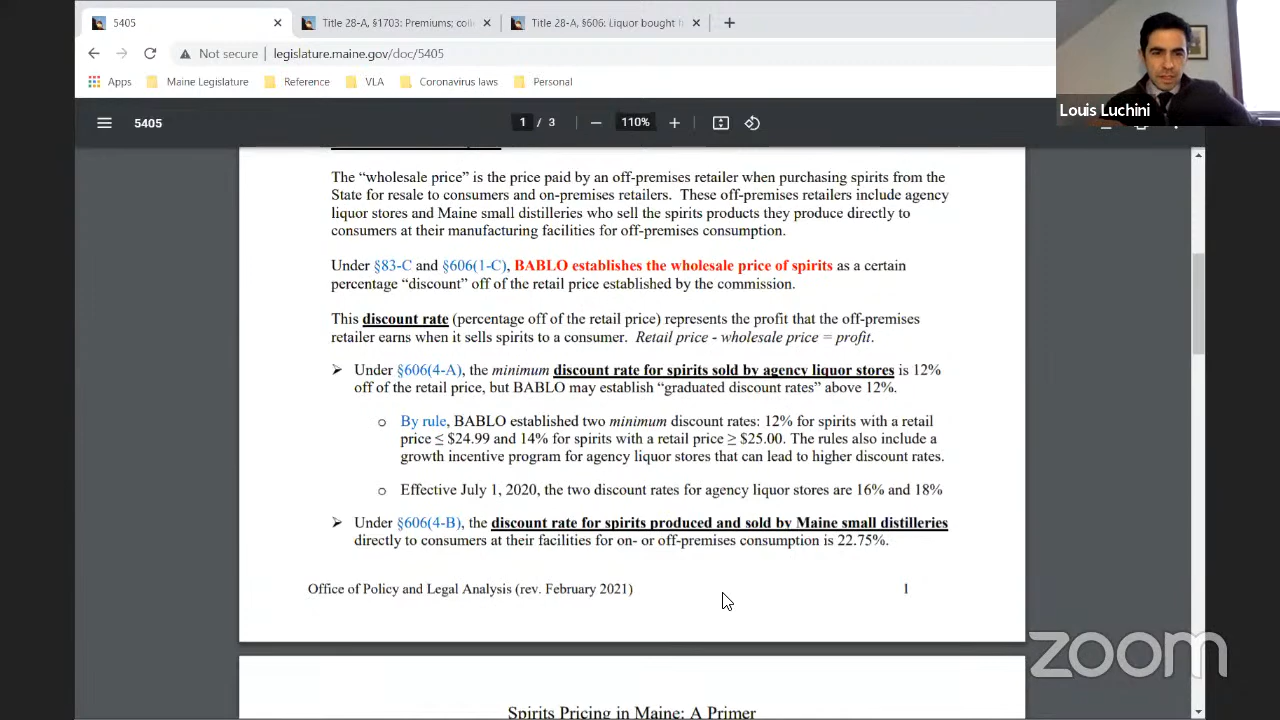 5405
Title 28-A, §1703: Premiums; coll
Title 28-A, §606: Liquor bought f
Not secure
legislature.maine.gov/doc/5405
Apps
Maine Legislature
Reference
VLA
Coronavirus laws
Personal
Louis Luchini
5405
1 / 3
110%
The “wholesale price” is the price paid by an off-premises retailer when purchasing spirits from the
State for resale to consumers and on-premises retailers. These off-premises retailers include agency
liquor stores and Maine small distilleries who sell the spirits products they produce directly to
consumers at their manufacturing facilities for off-premises consumption.
Under §83-C and §606(1-C), BABLO establishes the wholesale price of spirits as a certain
percentage “discount” off of the retail price established by the commission.
This discount rate (percentage off of the retail price) represents the profit that the off-premises
retailer earns when it sells spirits to a consumer. Retail price - wholesale price = profit.
➢ Under §606(4-A), the minimum discount rate for spirits sold by agency liquor stores is 12%
off of the retail price, but BABLO may establish “graduated discount rates” above 12%.
o By rule, BABLO established two minimum discount rates: 12% for spirits with a retail
price ≤ $24.99 and 14% for spirits with a retail price ≥ $25.00. The rules also include a
growth incentive program for agency liquor stores that can lead to higher discount rates.
o Effective July 1, 2020, the two discount rates for agency liquor stores are 16% and 18%
➢ Under §606(4-B), the discount rate for spirits produced and sold by Maine small distilleries
directly to consumers at their facilities for on- or off-premises consumption is 22.75%.
Office of Policy and Legal Analysis (rev. February 2021)
1
zoom
Spirits Pricing in Maine: A Primer